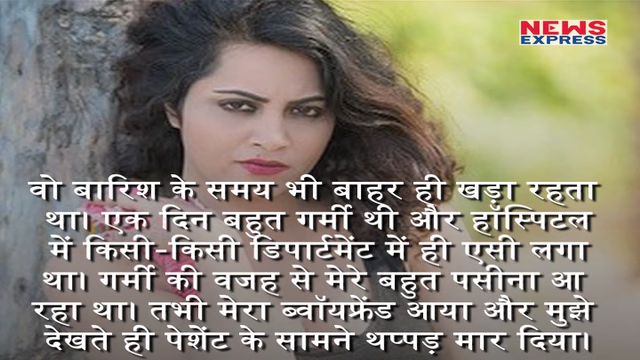 NEWS
EXPRESS
वो बारिश के समय भी बाहर ही खड़ा रहता
था। एक दिन बहुत गर्मी थी और हॉस्पिटल
में किसी-किसी डिपार्टमेंट में ही एसी लगा
था। गर्मी की वजह से मेरे बहुत पसीना आ
रहा था। तभी मेरा ब्वॉयफ्रेंड आया और मुझे
देखते ही पेशेंट के सामने थप्पड़ मार दिया।